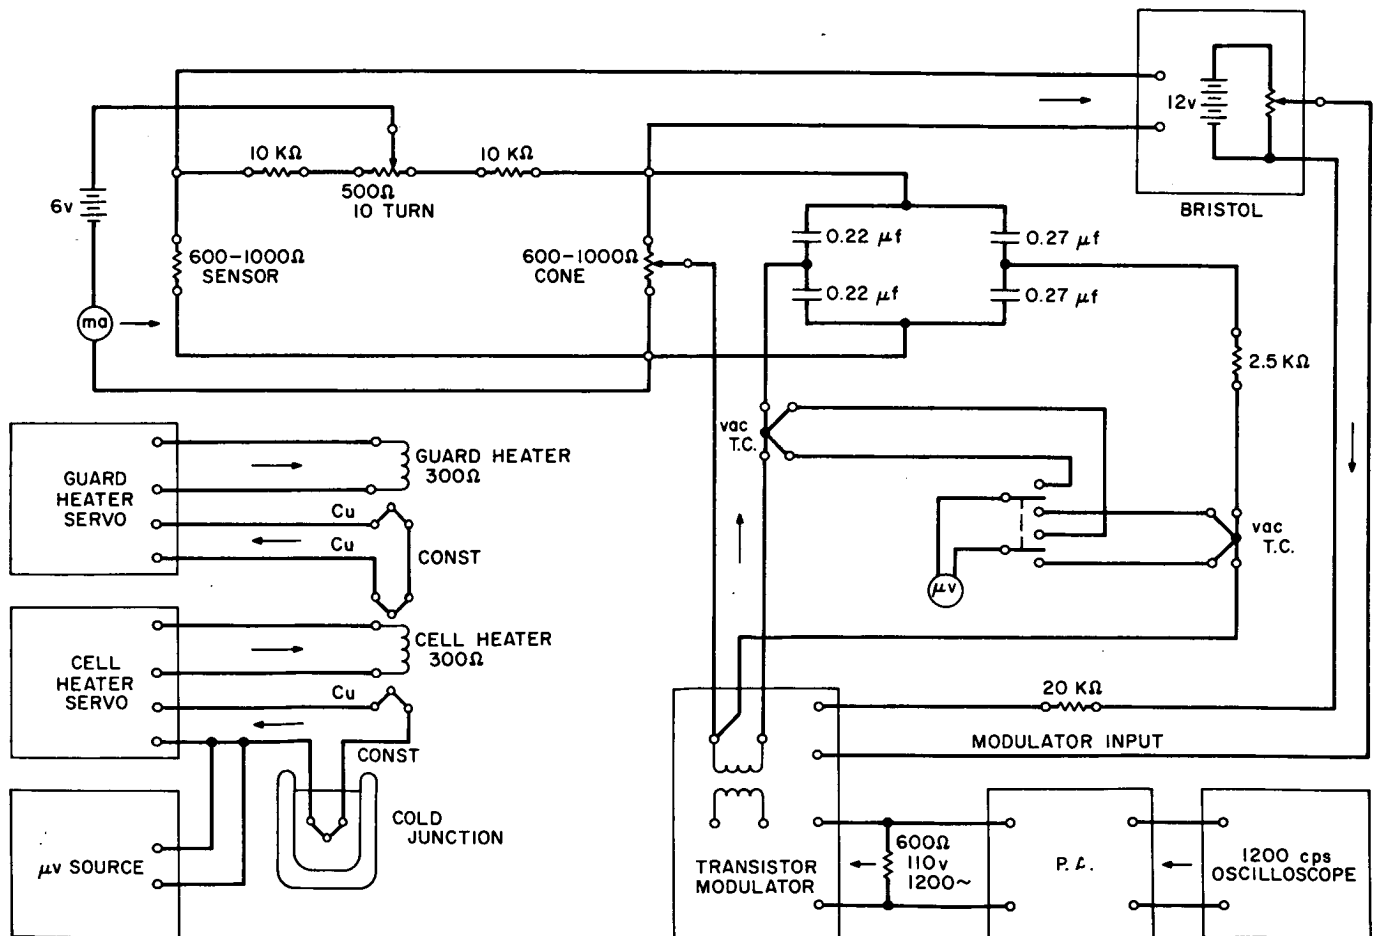 12v
BRISTOL
10 KΩ
10 KΩ
500Ω
10 TURN
6v
600-1000Ω
SENSOR
600-1000Ω
CONE
0.22 μf
0.27 μf
0.22 μf
0.27 μf
ma
2.5 KΩ
vac
T.C.
GUARD
HEATER
SERVO
GUARD HEATER
300Ω
Cu
Cu
CONST
vac
T.C.
μv
CELL
HEATER
SERVO
CELL HEATER
300Ω
Cu
CONST
20 KΩ
MODULATOR INPUT
COLD
JUNCTION
μv SOURCE
TRANSISTOR
MODULATOR
600Ω
110v
1200~
1200 cps
OSCILLOSCOPE